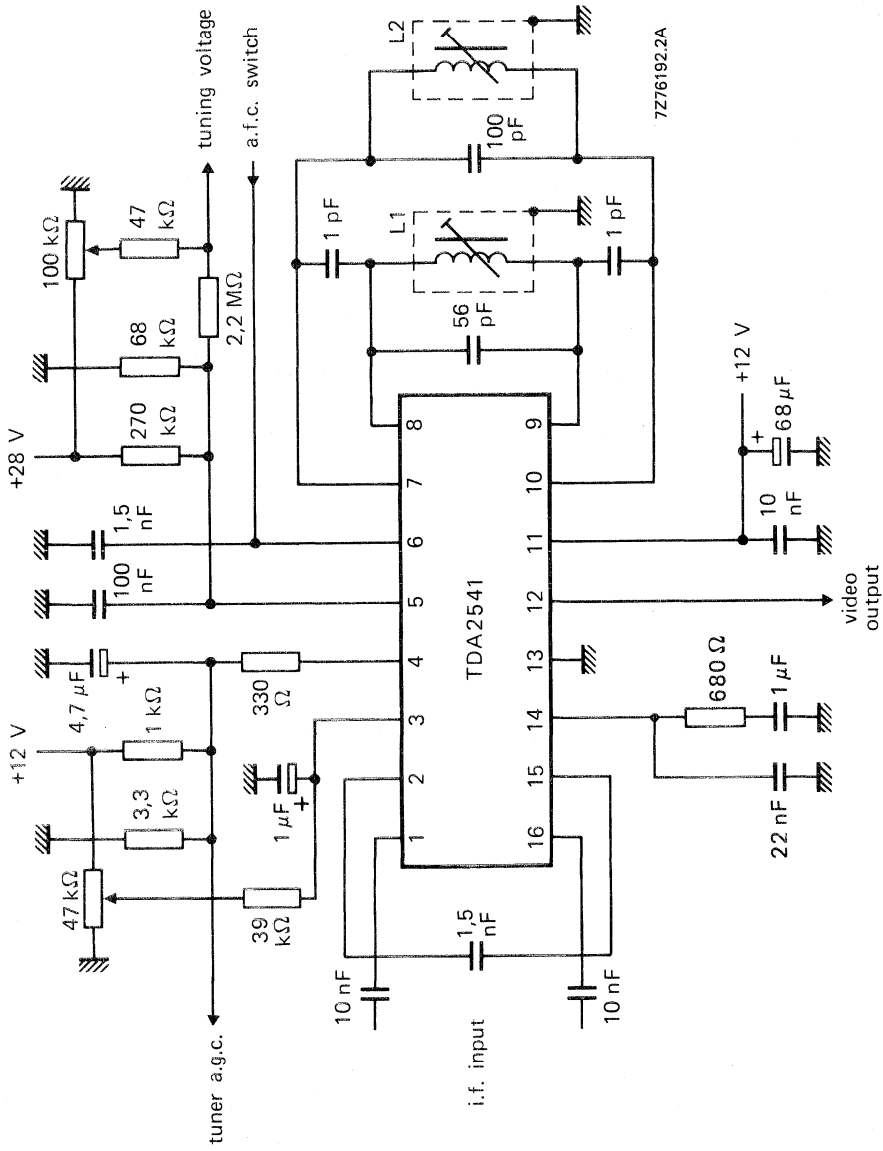 +12 V
+28 V
4,7 µF
+
100
nF
1,5
nF
47 kΩ
3,3
kΩ
1 kΩ
270
kΩ
68
kΩ
100 kΩ
47
kΩ
2,2 MΩ
tuning voltage
a.f.c. switch
tuner a.g.c.
39
kΩ
1 µF
+
330
Ω
10 nF
1,5
nF
10 nF
i.f. input
1
2
3
4
5
6
7
8
TDA2541
16
15
14
13
12
11
10
9
1 pF
56
pF
L1
1 pF
100
pF
L2
22 nF
680 Ω
1 µF
video
output
10
nF
+
68 µF
+12 V
7Z76192.2A